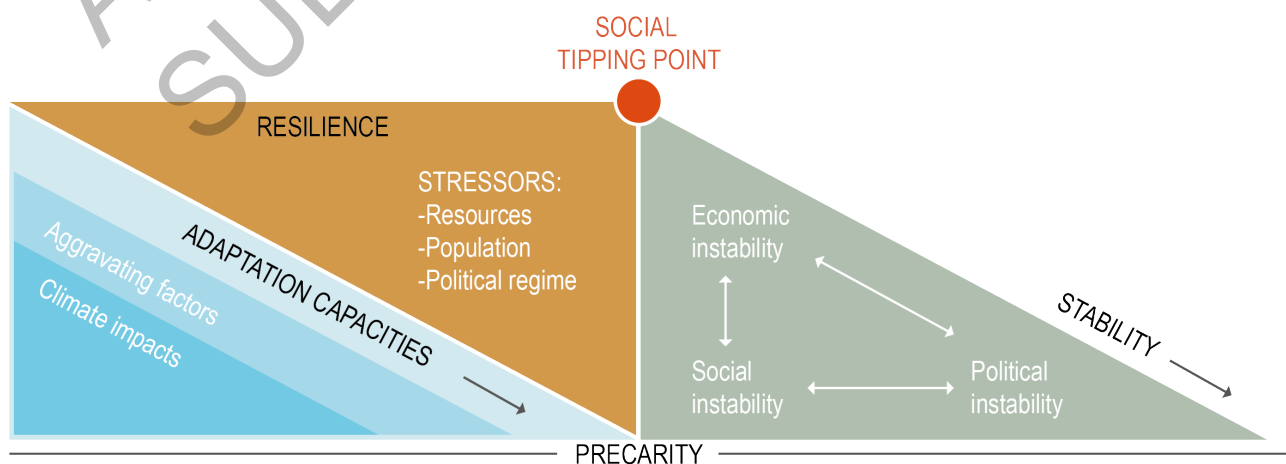 SOCIAL
TIPPING POINT
RESILIENCE
STRESSORS:
-Resources
-Population
-Political regime
ADAPTATION CAPACITIES
Aggravating factors
Climate impacts
Economic
instability
Social
instability
Political
instability
STABILITY
PRECARITY